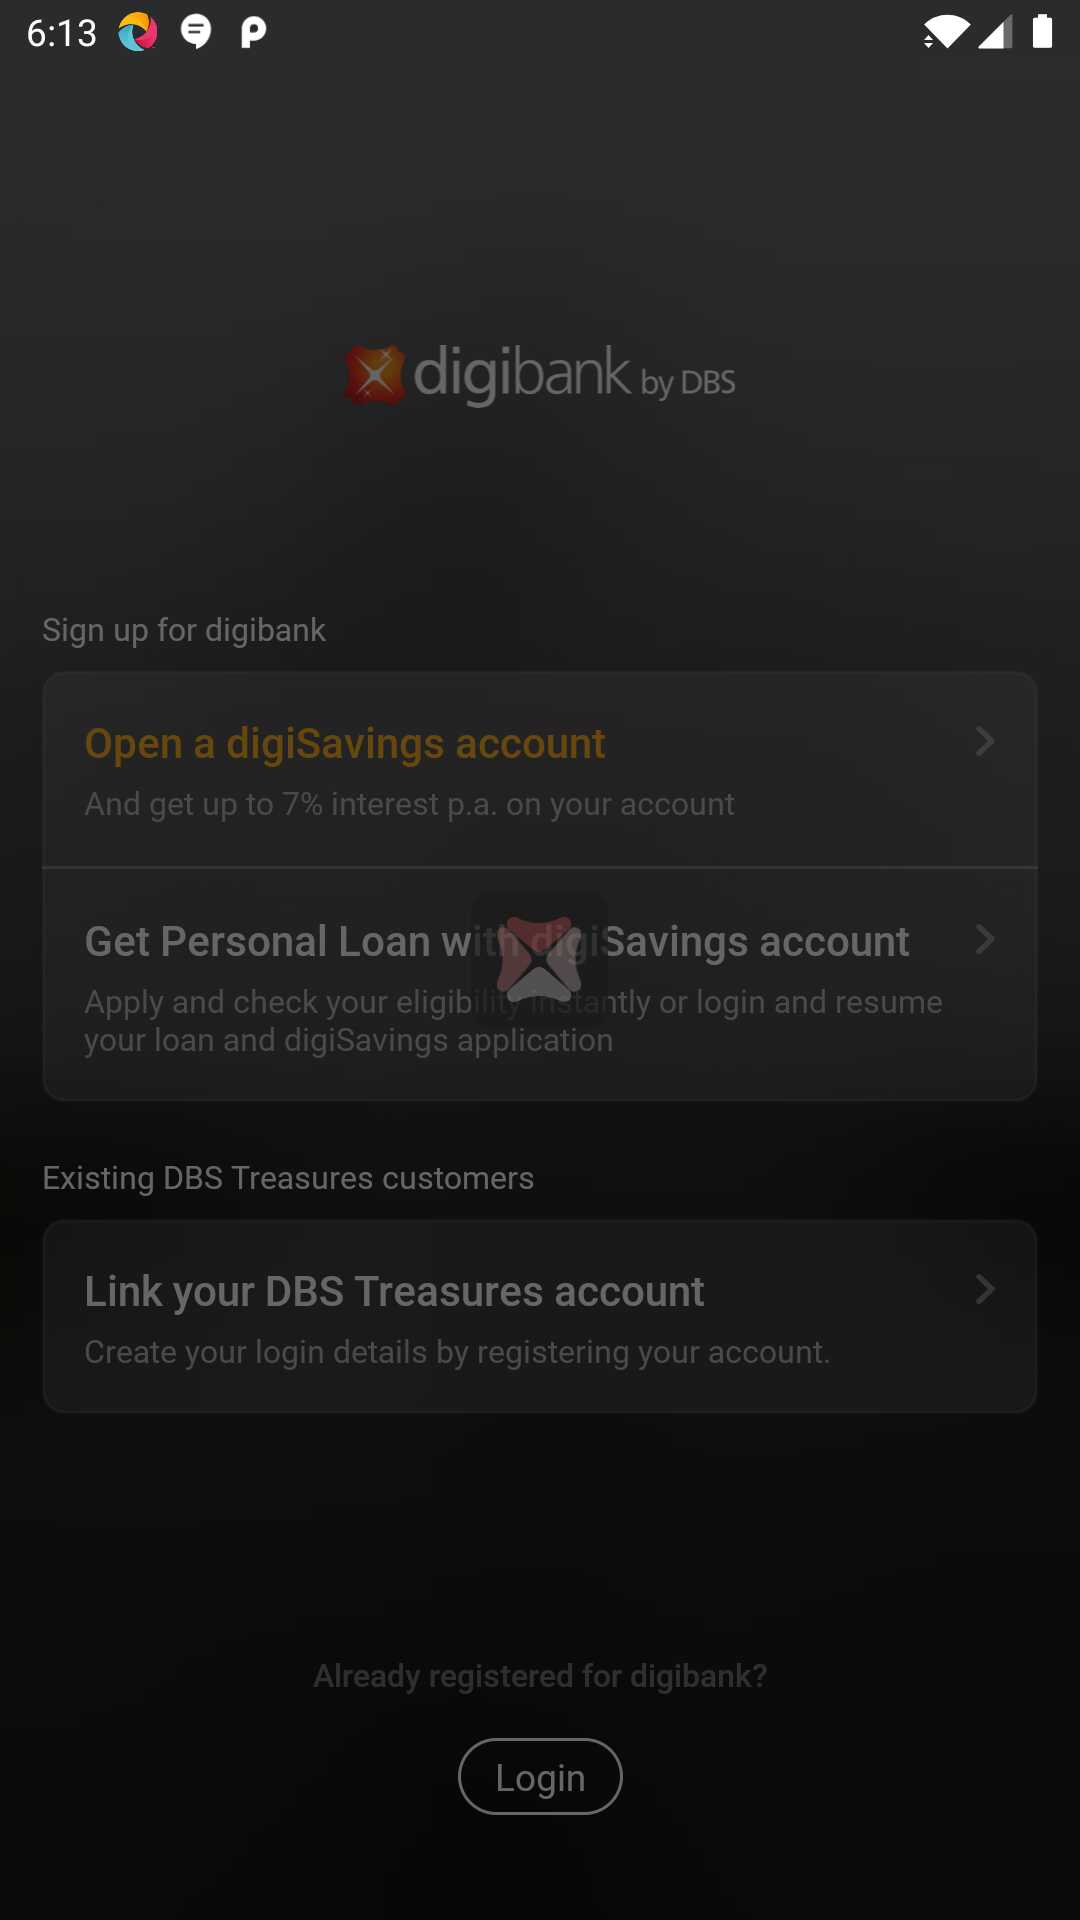 6:13
digibank by DBS
Sign up for digibank
Open a digiSavings account
And get up to 7% interest p.a. on your account
Get Personal Loan with digiSavings account
Apply and check your eligibility instantly or login and resume
your loan and digiSavings application
Existing DBS Treasures customers
Link your DBS Treasures account
Create your login details by registering your account.
Already registered for digibank?
Login